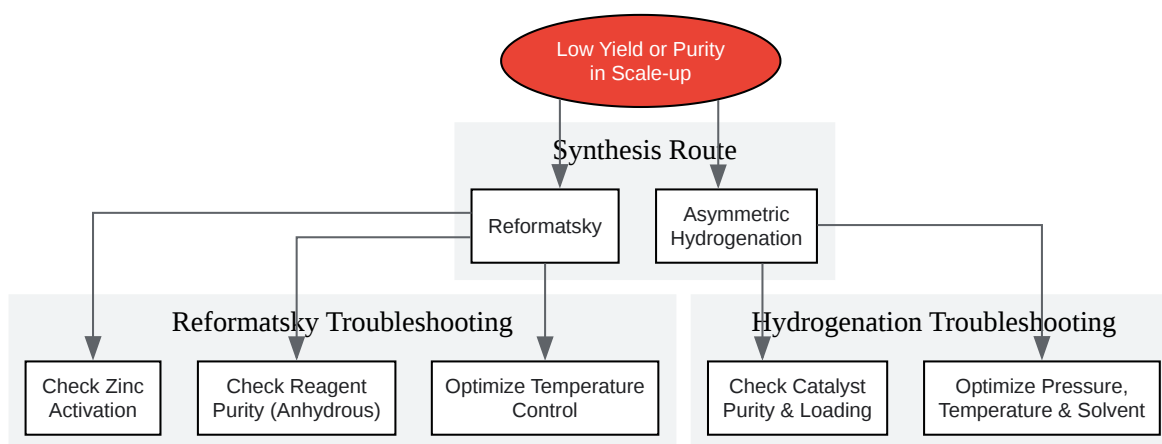 Low Yield or Purity
in Scale-up
Synthesis Route
Reformatsky
Asymmetric
Hydrogenation
Reformatsky Troubleshooting
Hydrogenation Troubleshooting
Check Zinc
Activation
Check Reagent
Purity (Anhydrous)
Optimize Temperature
Control
Check Catalyst
Purity & Loading
Optimize Pressure,
Temperature & Solvent